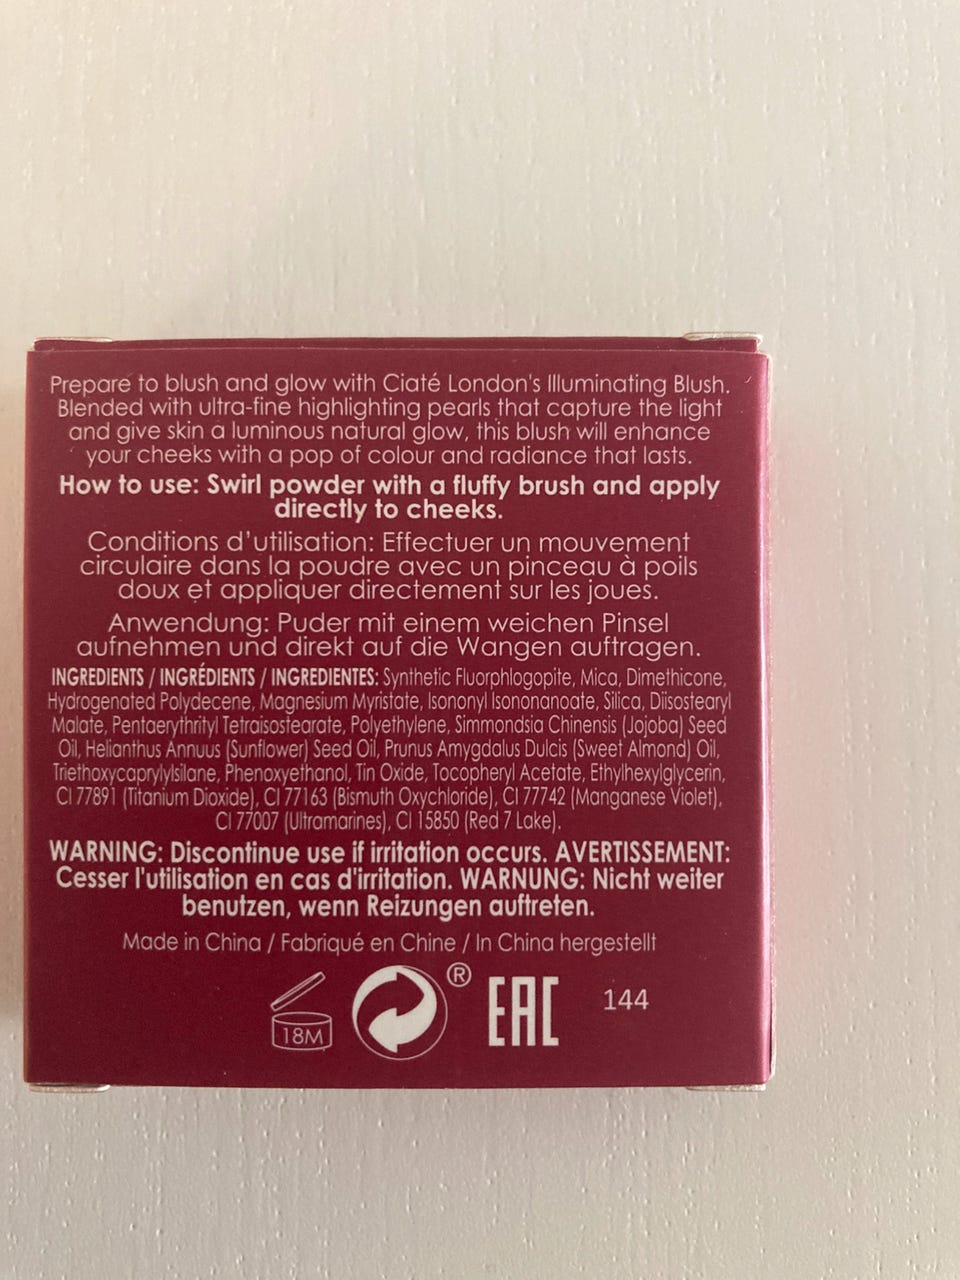 Prepare to blush and glow with Ciaté London's Illuminating Blush.
Blended with ultra-fine highlighting pearls that capture the light
and give skin a luminous natural glow, this blush will enhance
your cheeks with a pop of colour and radiance that lasts.
How to use: Swirl powder with a fluffy brush and apply
directly to cheeks.
Conditions d'utilisation: Effectuer un mouvement
circulaire dans la poudre avec un pinceau à poils
doux et appliquer directement sur les joues.
Anwendung: Puder mit einem weichen Pinsel
aufnehmen und direkt auf die Wangen auftragen.
INGREDIENTS / INGRÉDIENTS / INGREDIENTES: Synthetic Fluorphlogopite, Mica, Dimethicone,
Hydrogenated Polydecene, Magnesium Myristate, Isononyl Isononanoate, Silica, Diisostearyl
Malate, Pentaerythrityl Tetraisostearate, Polyethylene, Simmondsia Chinensis (Jojoba) Seed
Oil, Helianthus Annuus (Sunflower) Seed Oil, Prunus Amygdalus Dulcis (Sweet Almond) Oil,
Triethoxycaprylylsilane, Phenoxyethanol, Tin Oxide, Tocopheryl Acetate, Ethylhexylglycerin,
CI 77891 (Titanium Dioxide), CI 77163 (Bismuth Oxychloride), CI 77742 (Manganese Violet),
CI 77007 (Ultramarines), CI 15850 (Red 7 Lake).
WARNING: Discontinue use if irritation occurs. AVERTISSEMENT:
Cesser l'utilisation en cas d'irritation. WARNUNG: Nicht weiter
benutzen, wenn Reizungen auftreten.
Made in China / Fabriqué en Chine / In China hergestellt
18M ® EAC 144